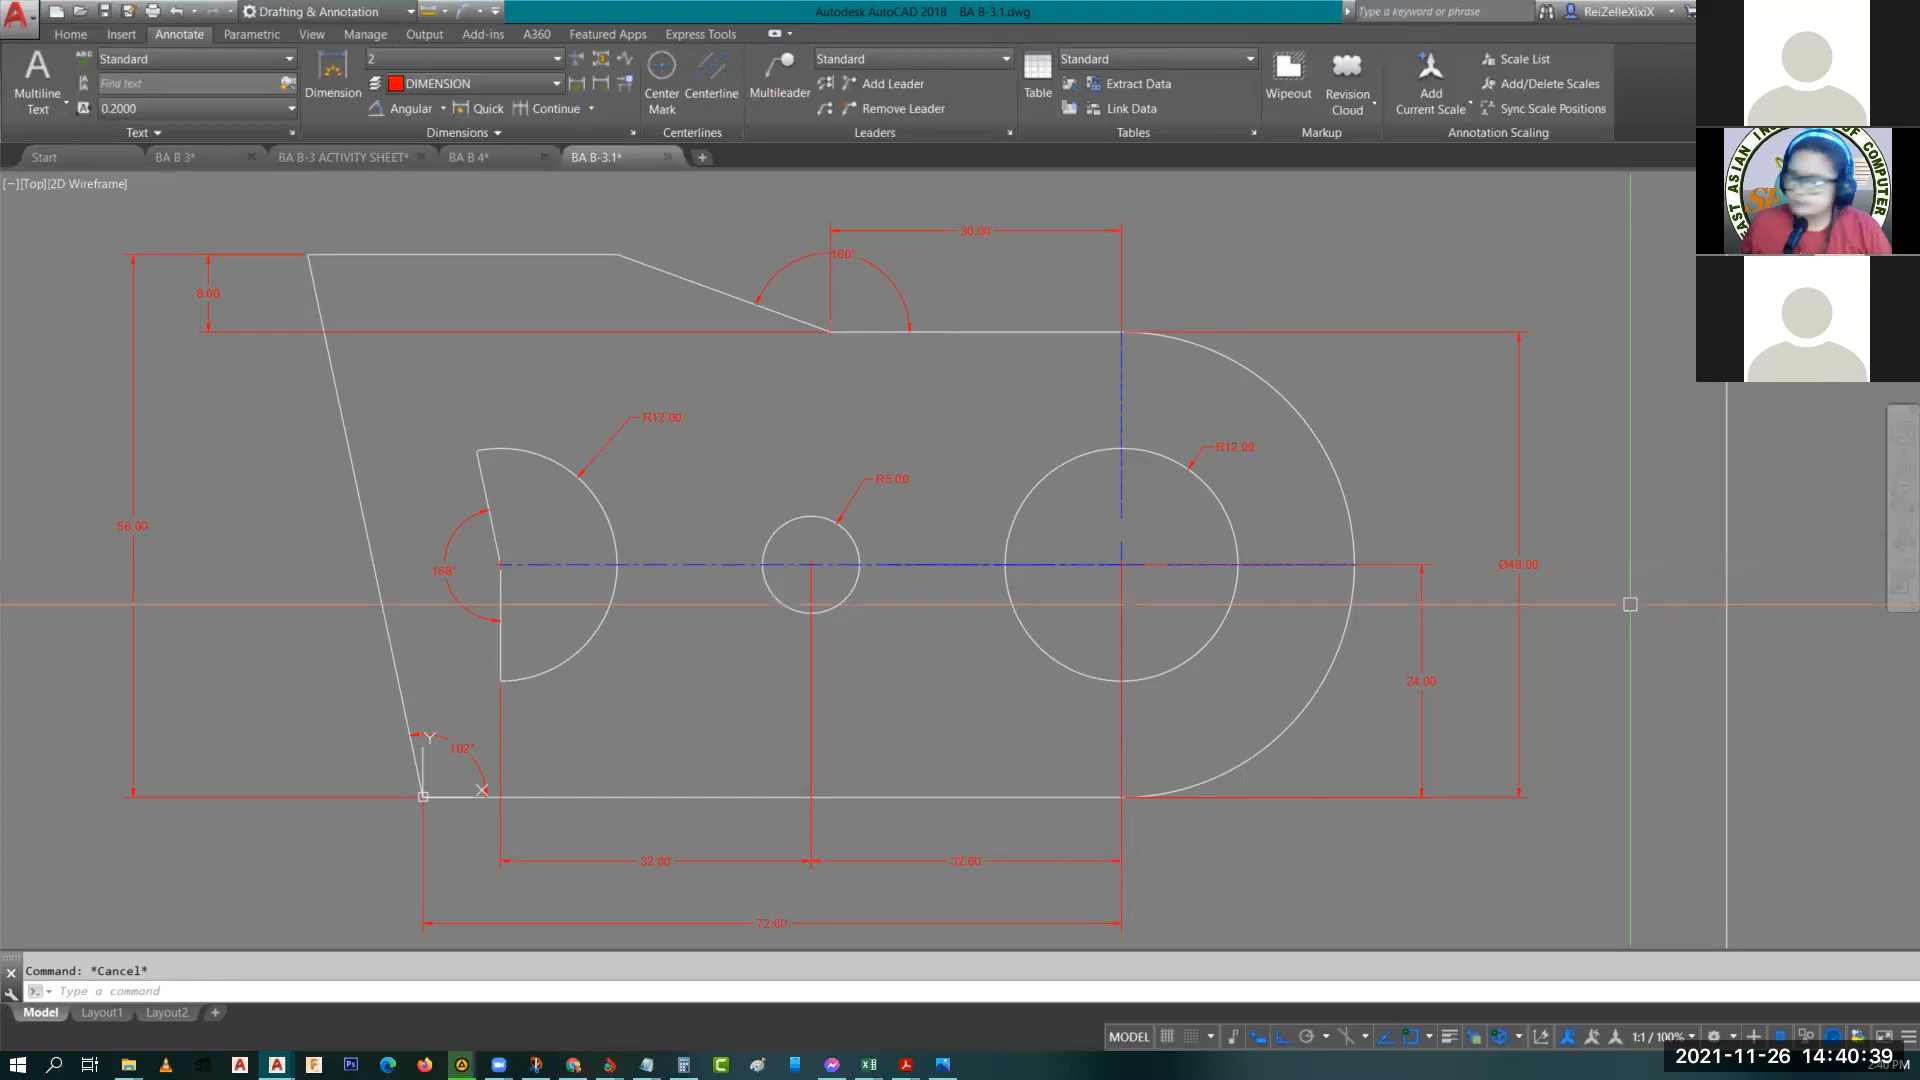 Drafting & Annotation
Autodesk AutoCAD 2018 BA B-3.1.dwg
Type a keyword or phrase
ReiZelleXixiX
Home Insert Annotate Parametric View Manage Output Add-ins A360 Featured Apps Express Tools
Standard
Find text
0.2000
Multiline Text
Text
Dimension
2
DIMENSION
Angular Quick Continue
Dimensions
Center Mark
Centerline
Centerlines
Multileader
Standard
Add Leader
Remove Leader
Leaders
Table
Standard
Extract Data
Link Data
Tables
Wipeout
Revision Cloud
Markup
Add Current Scale
Scale List
Add/Delete Scales
Sync Scale Positions
Annotation Scaling
Start BA B 3* BA B-3 ACTIVITY SHEET* BA B 4* BA B-3.1*
[−][Top][2D Wireframe]
30.00
160°
8.00
R12.00
R12.00
R5.00
56.00
168°
Ø48.00
24.00
Y
102°
X
32.00
32.00
72.00
Command: *Cancel*
Type a command
Model Layout1 Layout2
MODEL
1:1 / 100%
2021-11-26 14:40:39